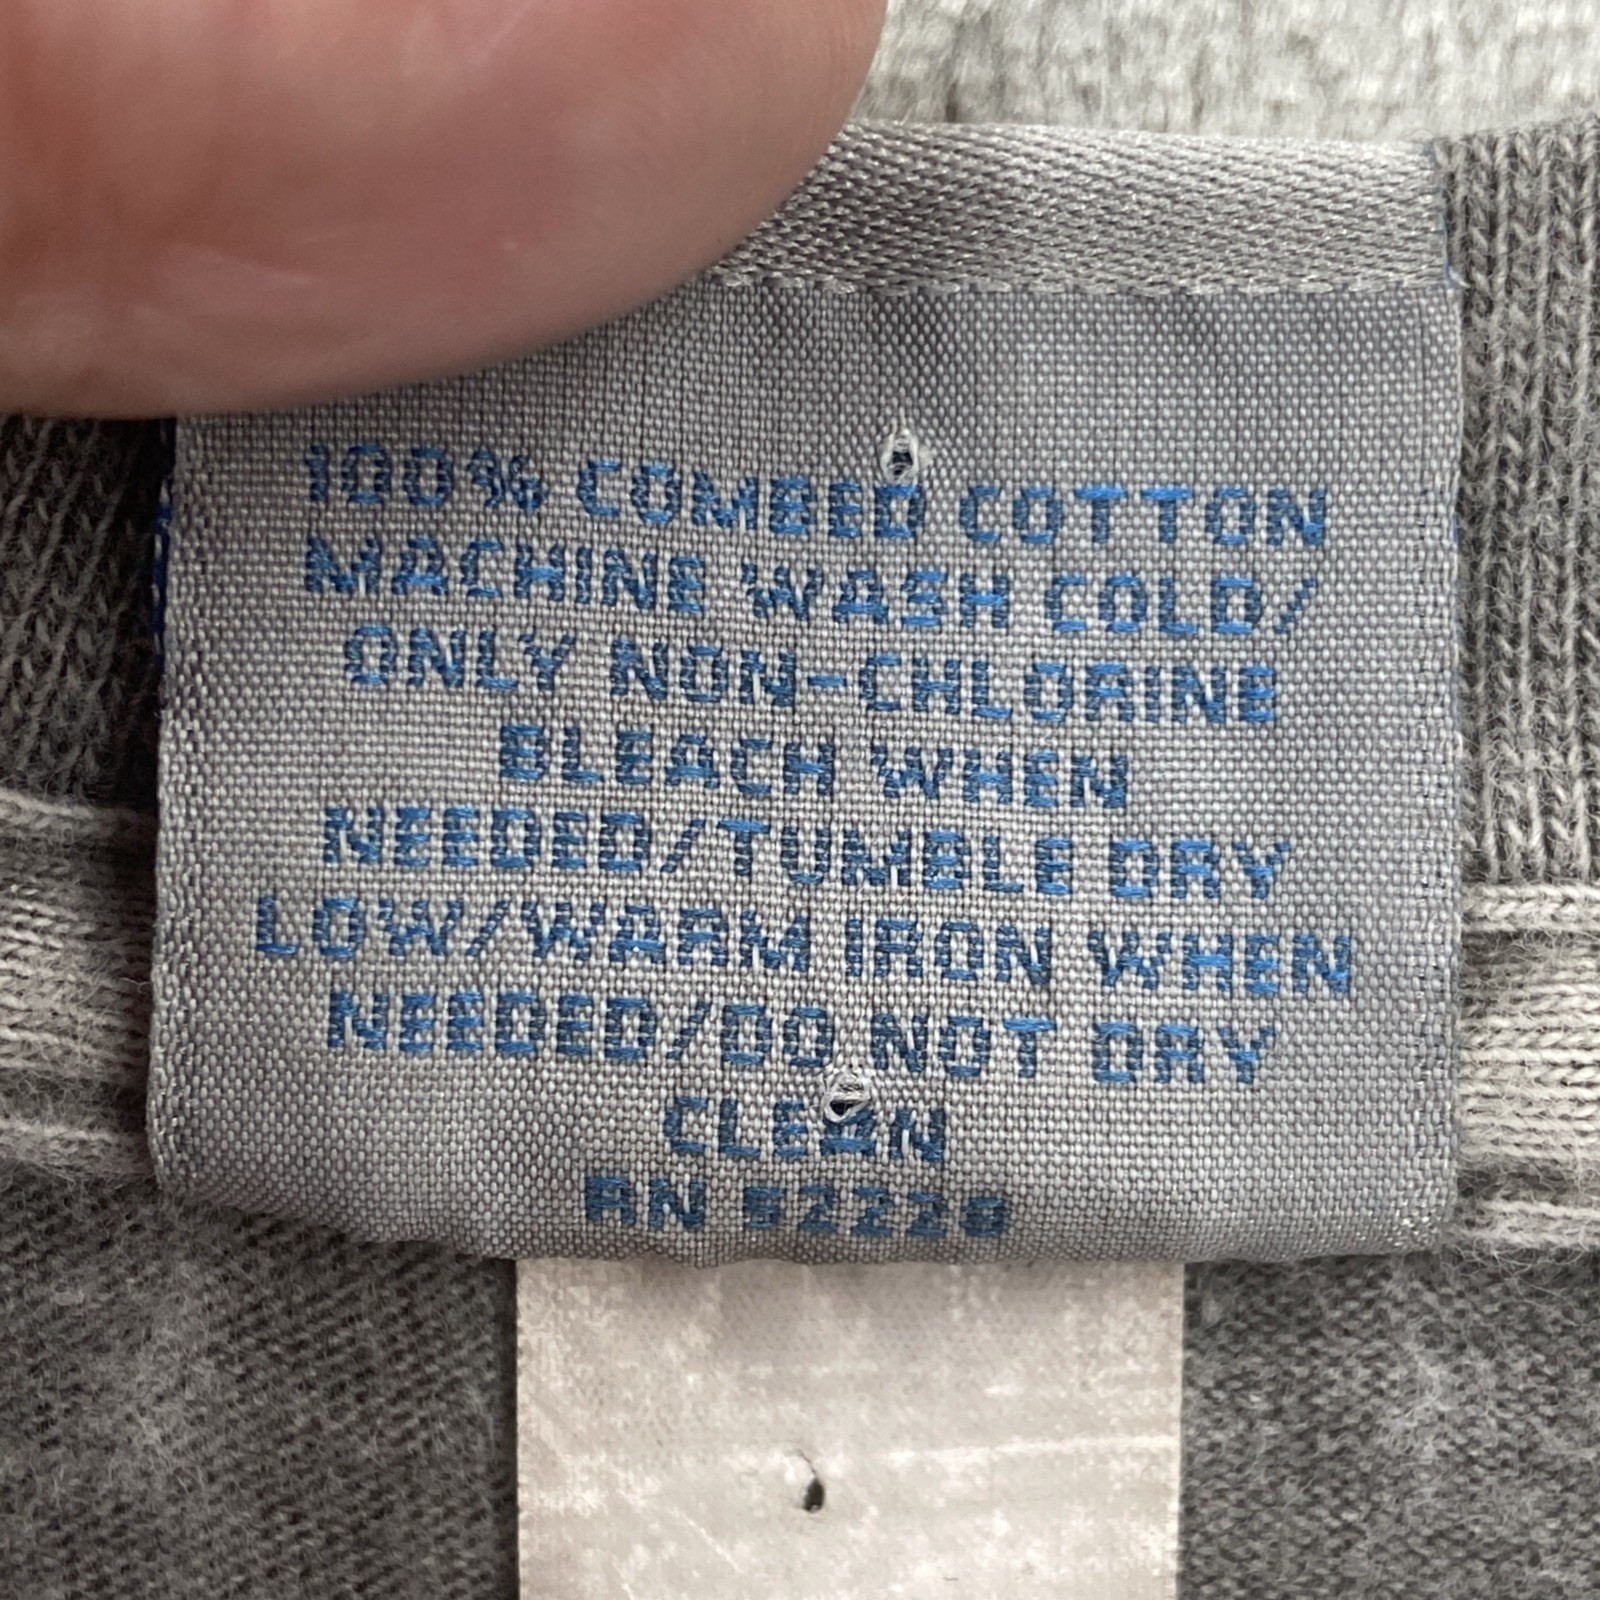 100% COMBED COTTON
MACHINE WASH COLD/
ONLY NON-CHLORINE
BLEACH WHEN
NEEDED/TUMBLE DRY
LOW/WARM IRON WHEN
NEEDED/DO NOT DRY
CLEAN
RN 52228